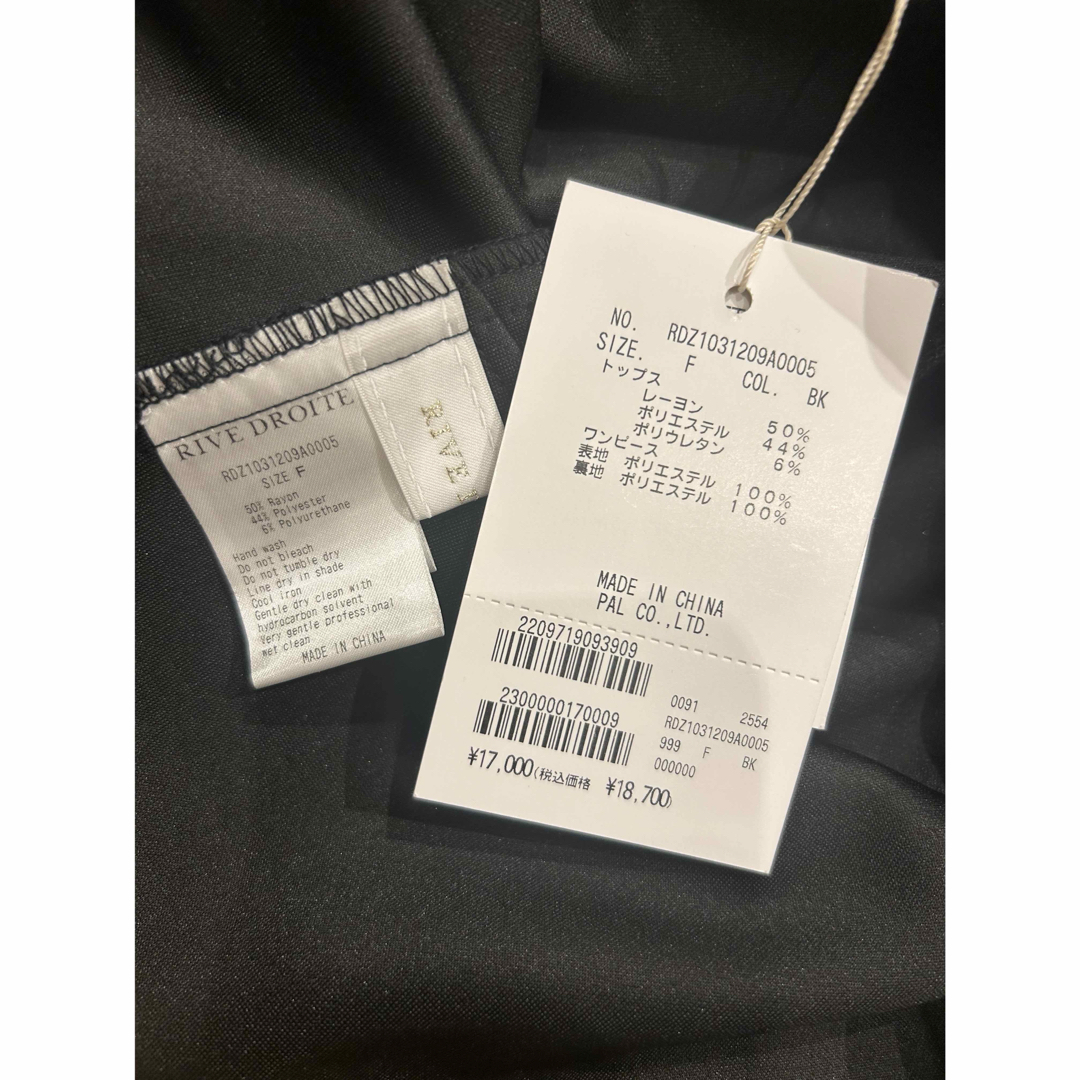 RIVE DROITE
RDZ1031209A0005
SIZE F
50% Rayon
44% Polyester
6% Polyurethane
Hand wash
Do not bleach
Do not tumble dry
Line dry in shade
Cool iron
Gentle dry clean with
hydrocarbon solvent
Very gentle professional
wet clean
MADE IN CHINA
RIVE
NO. RDZ1031209A0005
SIZE. F COL. BK
トップス
レーヨン 50%
ポリエステル 44%
ポリウレタン 6%
ワンピース
表地 ポリエステル 100%
裏地 ポリエステル 100%
MADE IN CHINA
PAL CO.,LTD.
2209719093909
2300000170009
0091 2554
RDZ1031209A0005
999 F BK
000000
¥17,000(税込価格 ¥18,700)